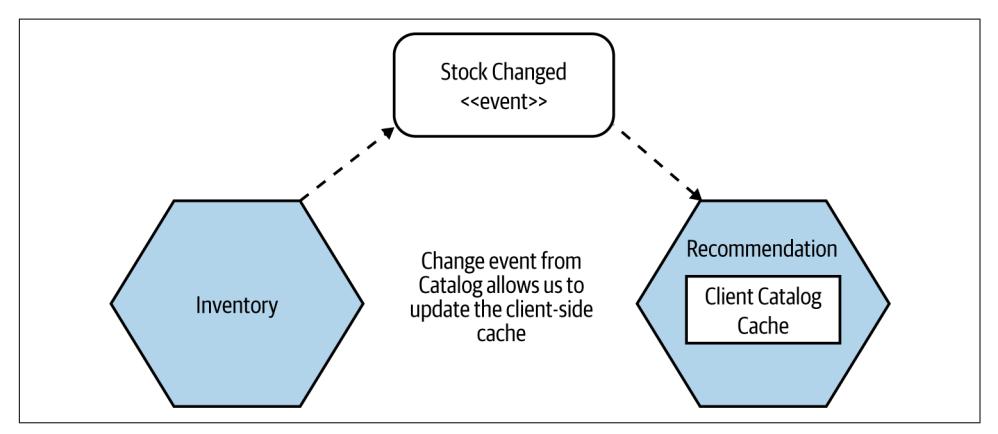 Stock Changed
<<event>>
Inventory
Change event from
Catalog allows us to
update the client-side
cache
Recommendation
Client Catalog
Cache